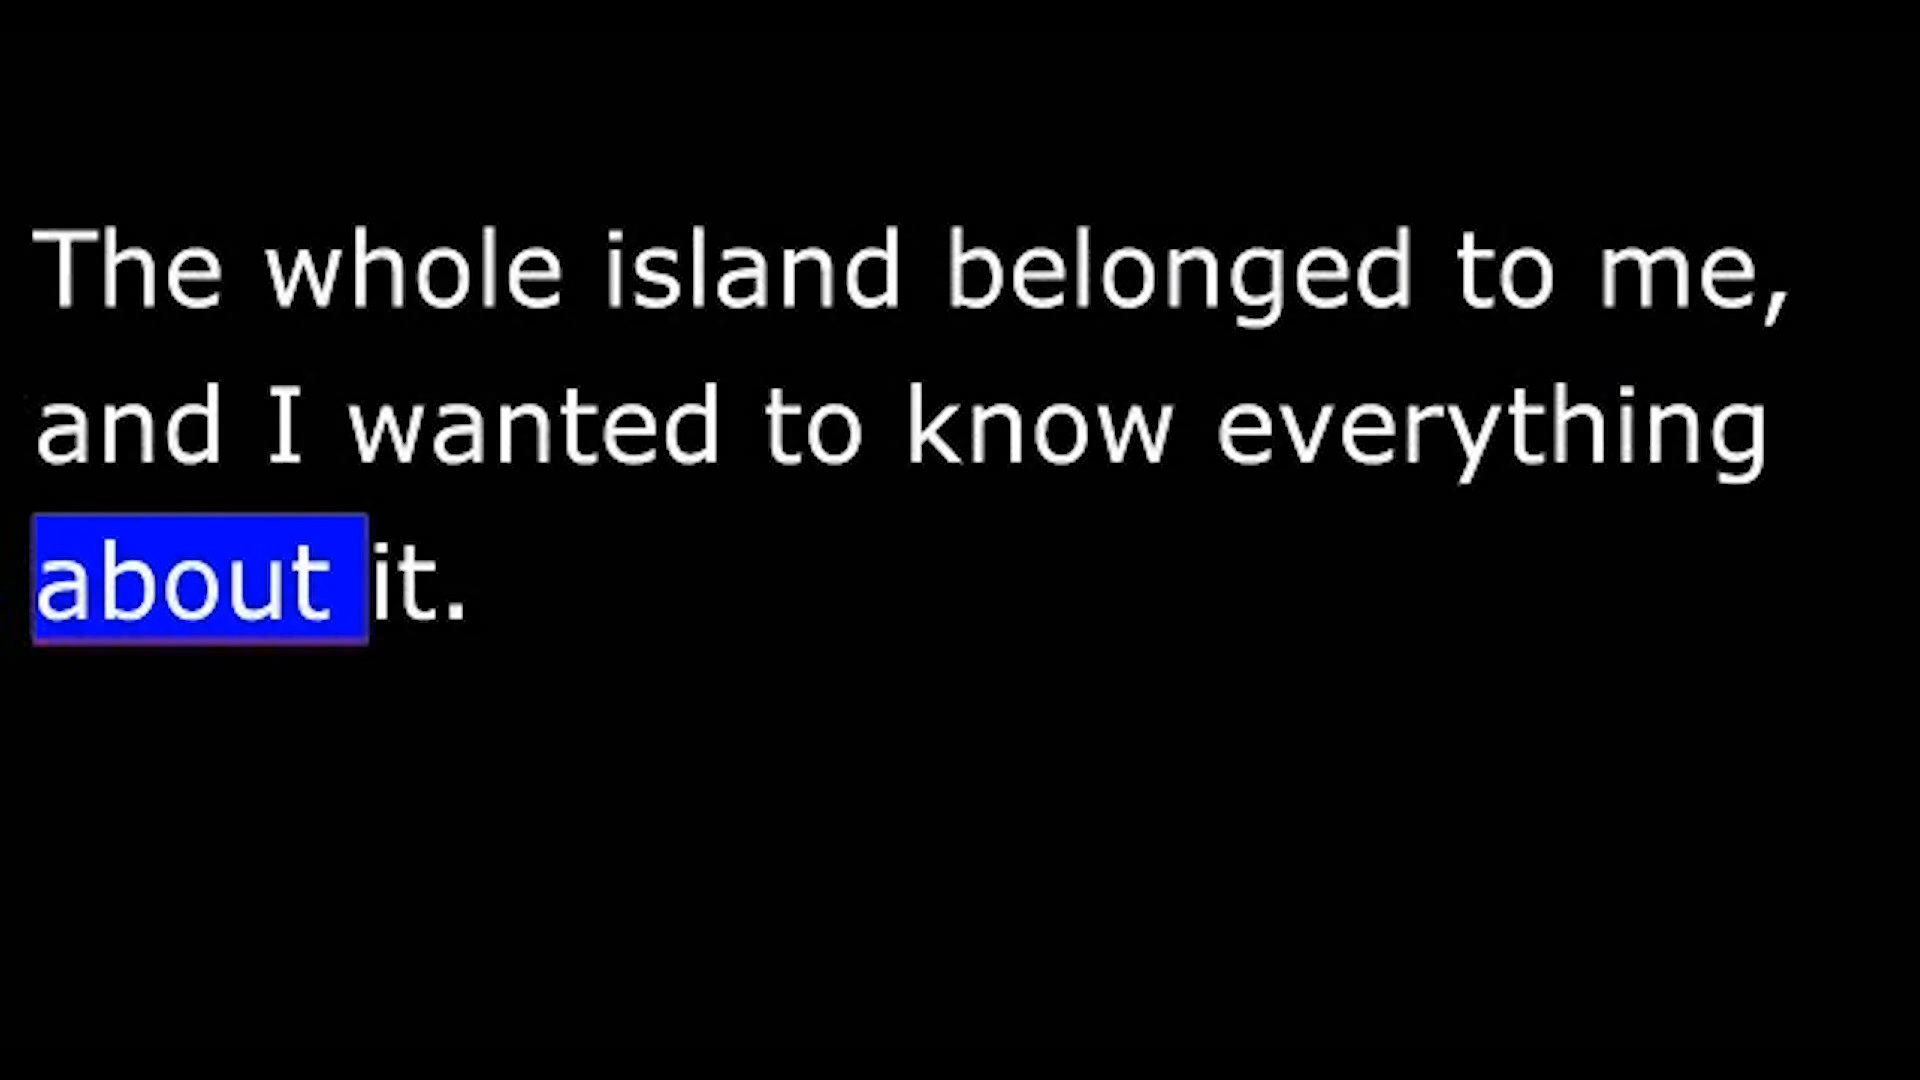 The whole island belonged to me,
and I wanted to know everything
about it.